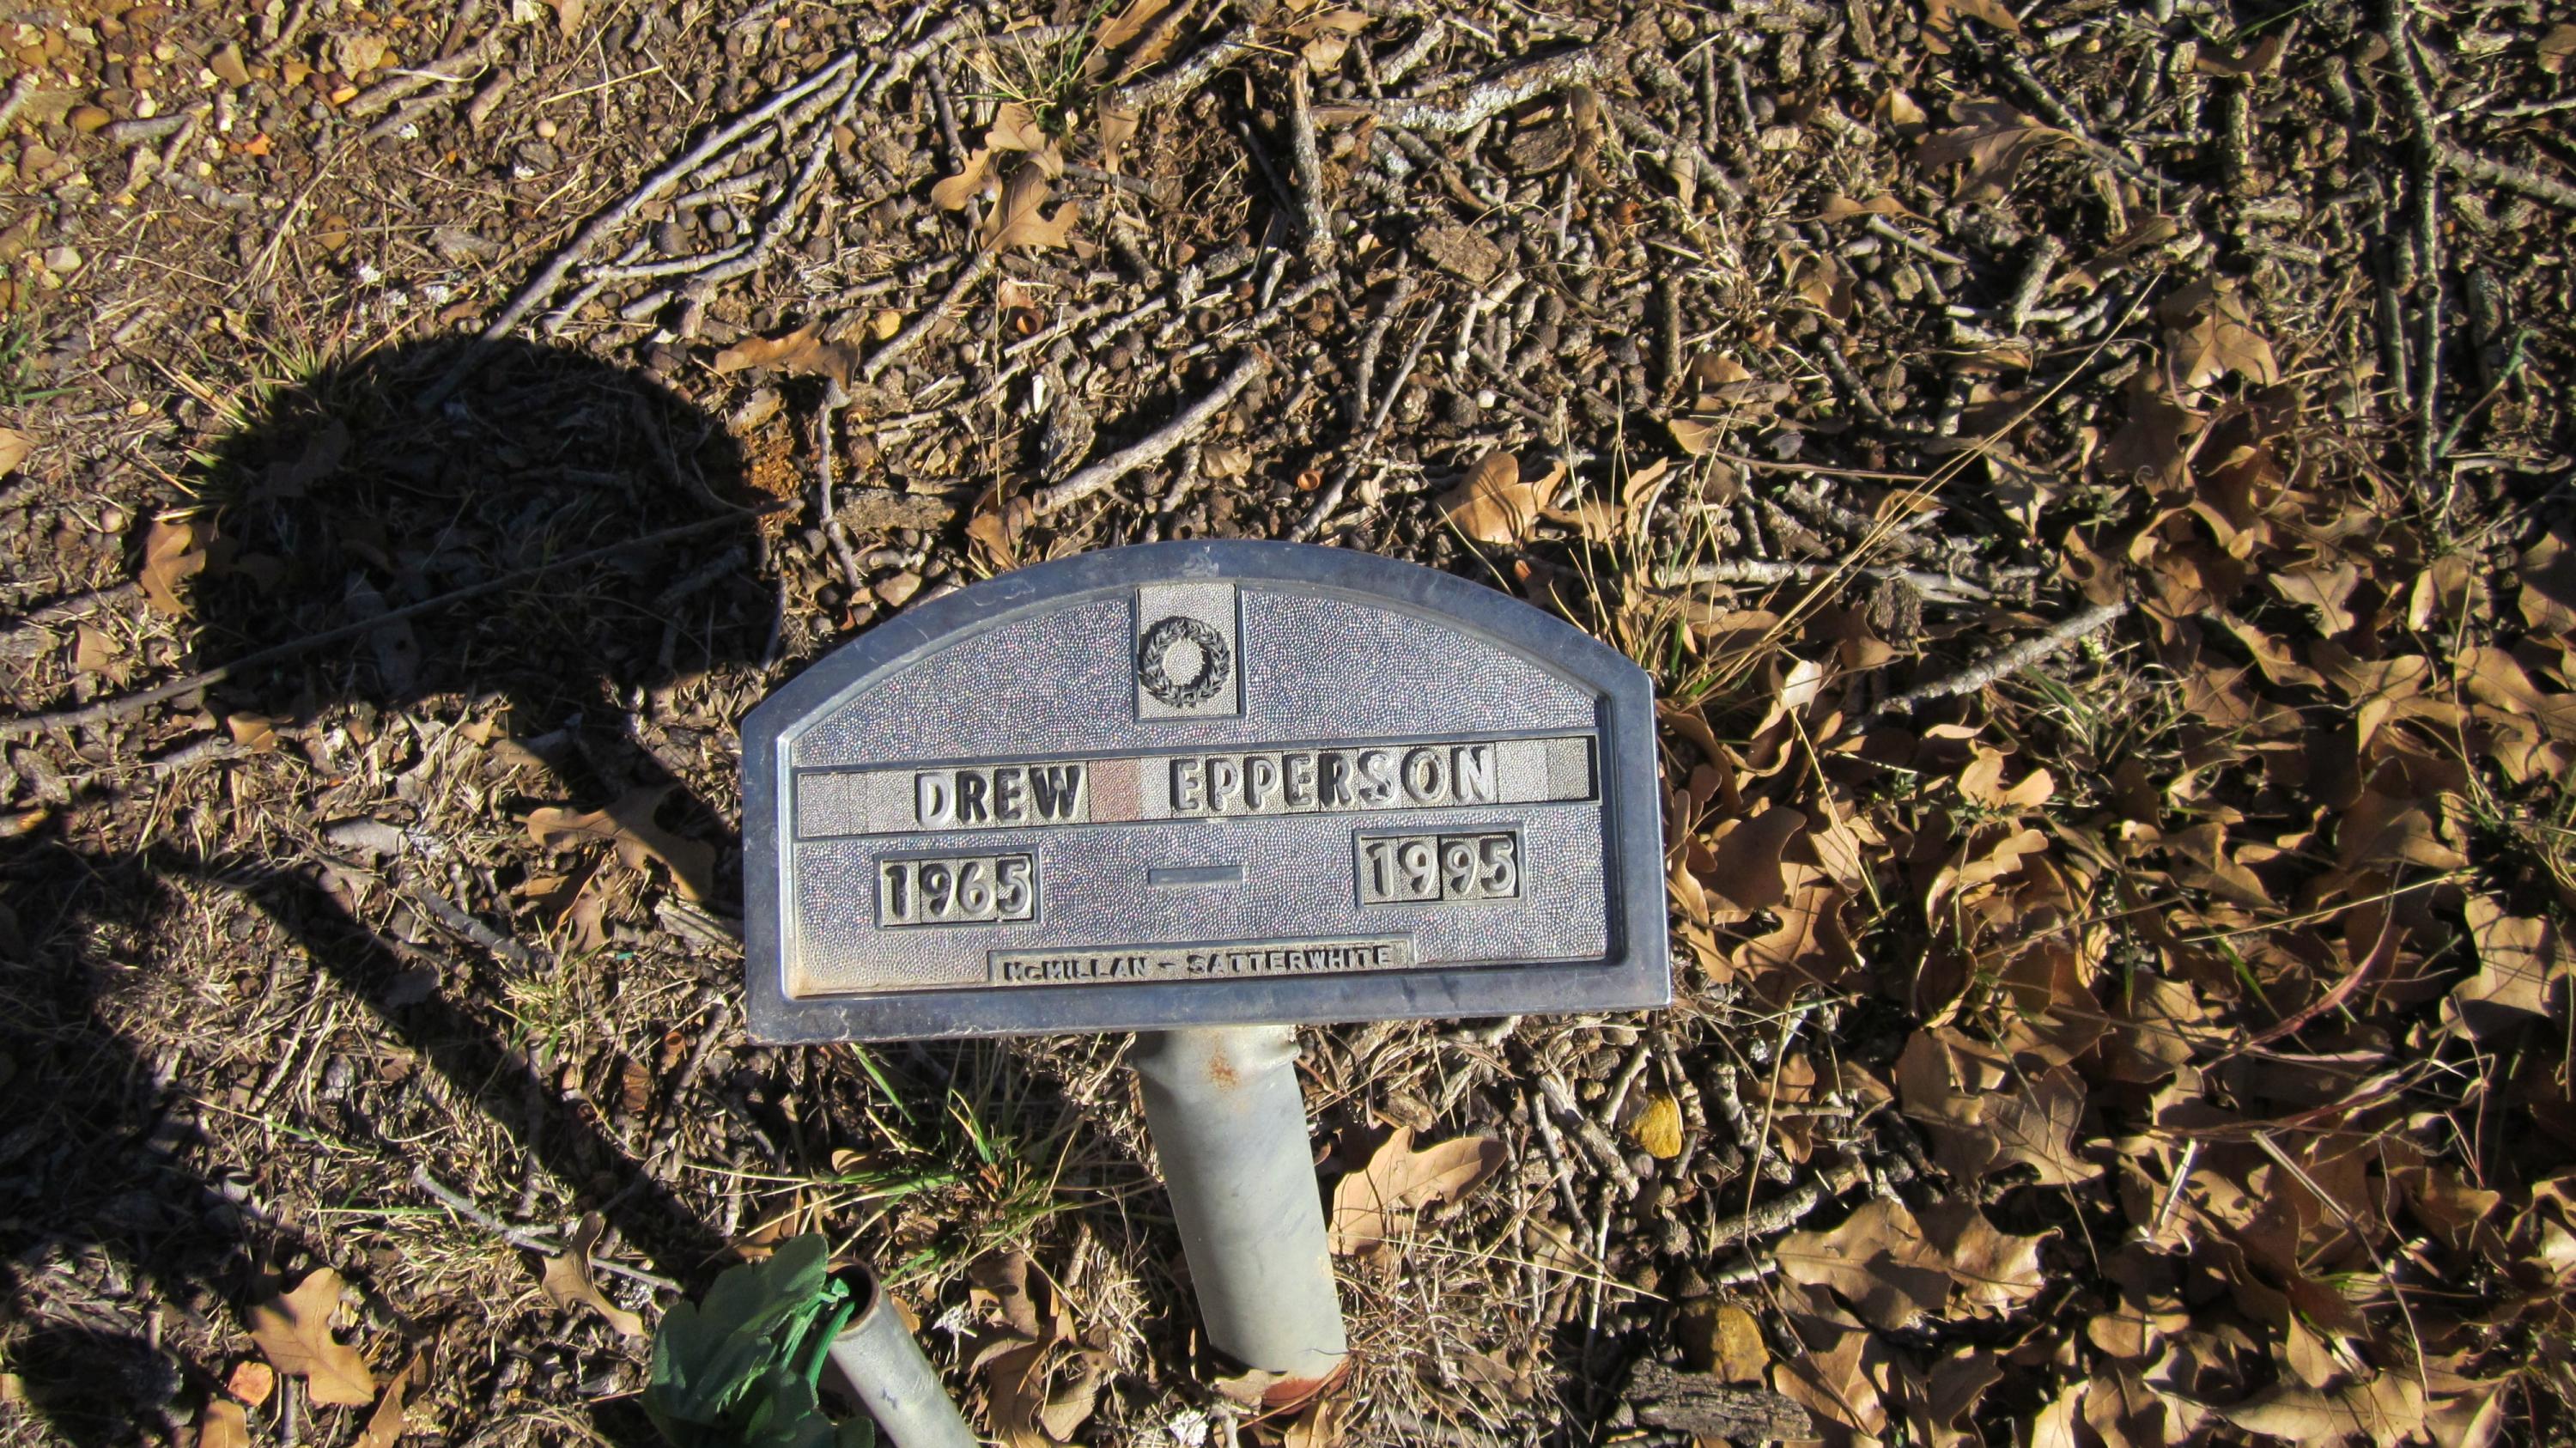 DREW EPPERSON
1965 — 1995
McMILLAN - SATTERWHITE